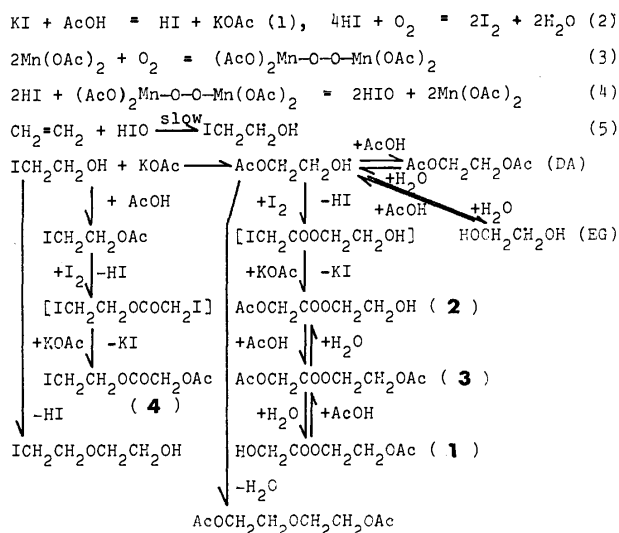 KI + AcOH = HI + KOAc (1), 4HI + O₂ = 2I₂ + 2H₂O (2)
2Mn(OAc)₂ + O₂ = (AcO)₂Mn-O-O-Mn(OAc)₂ (3)
2HI + (AcO)₂Mn-O-O-Mn(OAc)₂ = 2HIO + 2Mn(OAc)₂ (4)
CH₂=CH₂ + HIO slow→ ICH₂CH₂OH (5)
ICH₂CH₂OH + KOAc → AcOCH₂CH₂OH +AcOH ⇌ +H₂O AcOCH₂CH₂OAc (DA)
+ AcOH +I₂ -HI +AcOH +H₂O
ICH₂CH₂OAc [ICH₂COOCH₂CH₂OH] HOCH₂CH₂OH (EG)
+I₂ -HI +KOAc -KI
[ICH₂CH₂OCOCH₂I] AcOCH₂COOCH₂CH₂OH (2)
+KOAc -KI +AcOH +H₂O
ICH₂CH₂OCOCH₂OAc AcOCH₂COOCH₂CH₂OAc (3)
(4)
-HI +H₂O +AcOH
ICH₂CH₂OCH₂CH₂OH HOCH₂COOCH₂CH₂OAc (1)
-H₂O
AcOCH₂CH₂OCH₂CH₂OAc